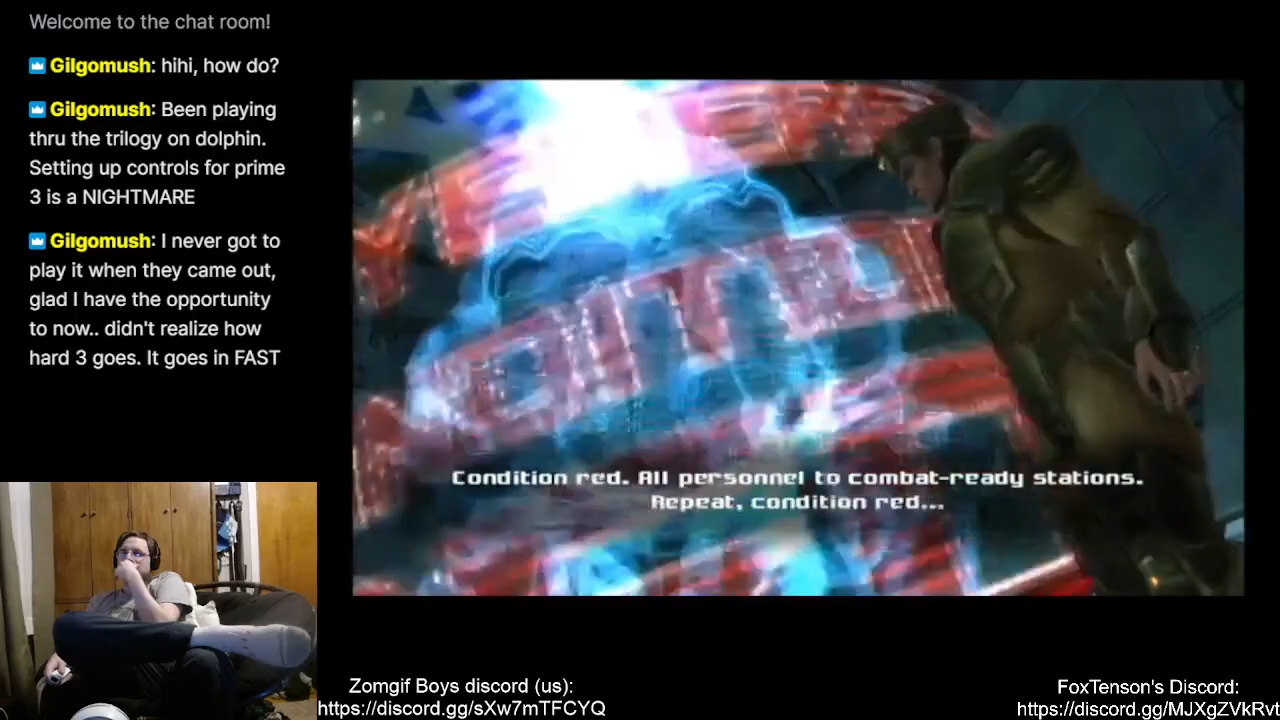 Welcome to the chat room!
Gilgomush: hihi, how do?
Gilgomush: Been playing
thru the trilogy on dolphin.
Setting up controls for prime
3 is a NIGHTMARE
Gilgomush: I never got to
play it when they came out,
glad I have the opportunity
to now.. didn't realize how
hard 3 goes. It goes in FAST
Condition red. All personnel to combat-ready stations.
Repeat, condition red...
Zomgif Boys discord (us):
https://discord.gg/sXw7mTFCYQ
FoxTenson's Discord:
https://discord.gg/MJXgZVkRvt